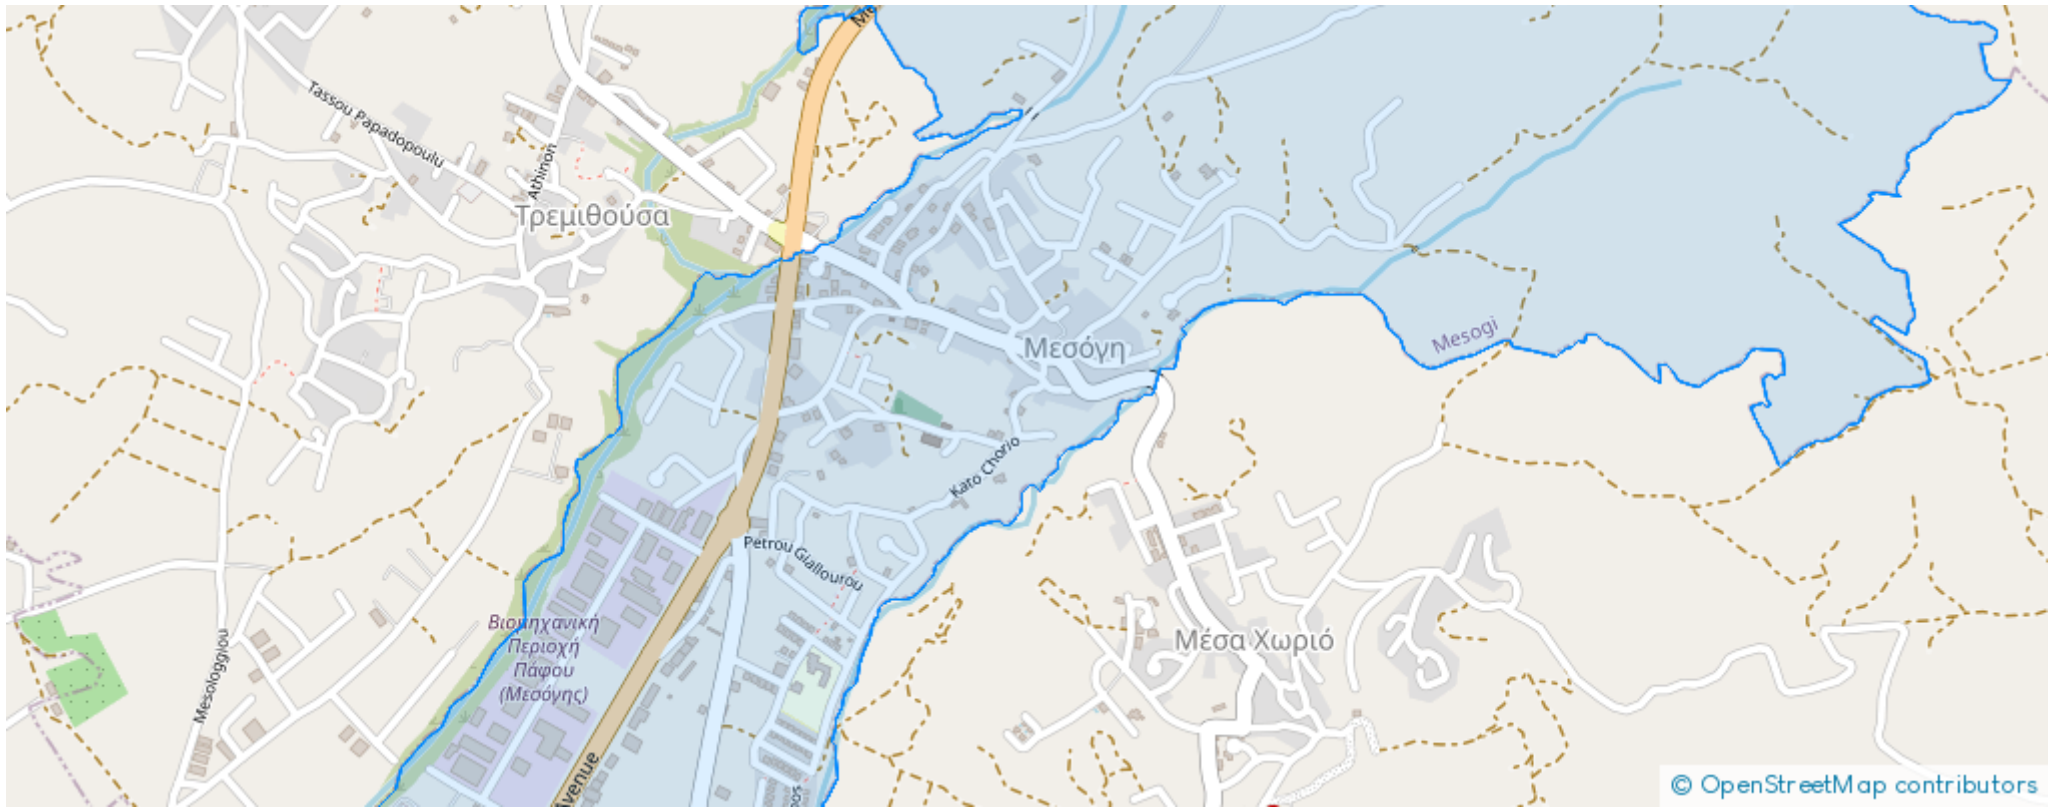 Me
Tassou Papadopoulu
Athinon
Τρεμιθούσα
Mesogi
Μεσόγη
Kato Chorio
Petrou Giallourou
Βιομηχανική
Περιοχή
Πάφου
(Μεσόγης)
Mesologgiou
Μέσα Χωριό
Avenue
© OpenStreetMap contributors